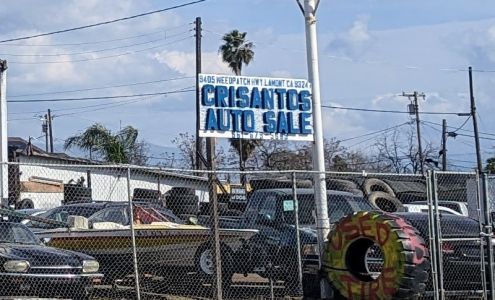 8405 WEEDPATCH HWY LAMONT CA 93241
CRISANTOS
AUTO SALE
USED
TIRE